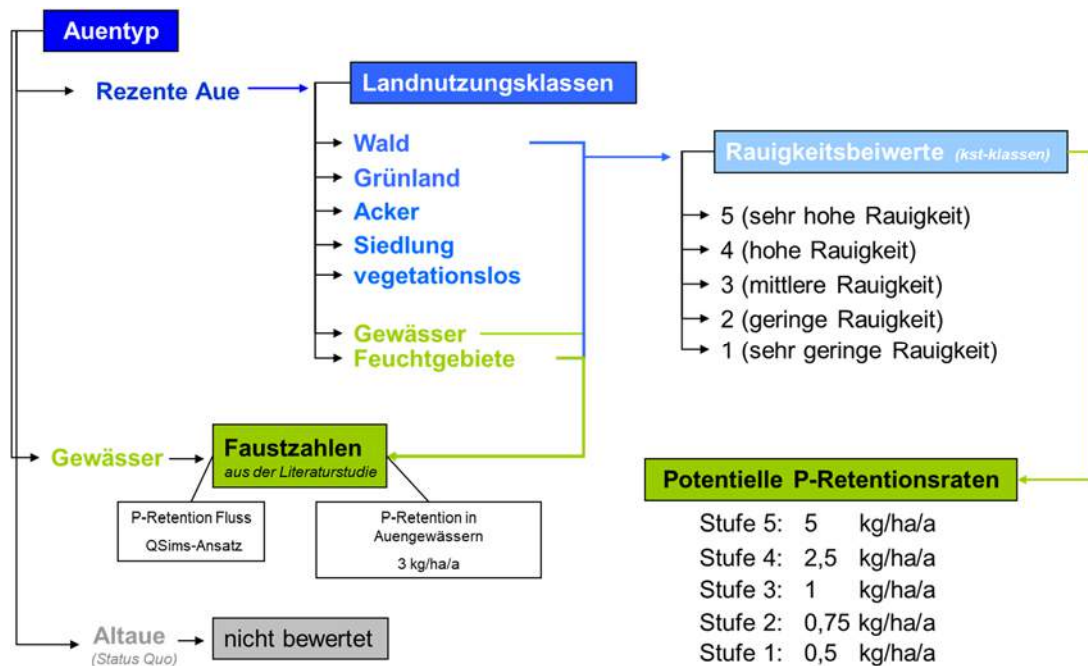 Auentyp
Rezente Aue
Landnutzungsklassen
Wald
Grünland
Acker
Siedlung
vegetationslos
Gewässer
Feuchtgebiete
Rauigkeitsbeiwerte (kst-klassen)
5 (sehr hohe Rauigkeit)
4 (hohe Rauigkeit)
3 (mittlere Rauigkeit)
2 (geringe Rauigkeit)
1 (sehr geringe Rauigkeit)
Gewässer
Faustzahlen
aus der Literaturstudie
P-Retention Fluss
QSims-Ansatz
P-Retention in
Auengewässern
3 kg/ha/a
Potentielle P-Retentionsraten
Stufe 5: 5 kg/ha/a
Stufe 4: 2,5 kg/ha/a
Stufe 3: 1 kg/ha/a
Stufe 2: 0,75 kg/ha/a
Stufe 1: 0,5 kg/ha/a
Altaue
(Status Quo)
nicht bewertet